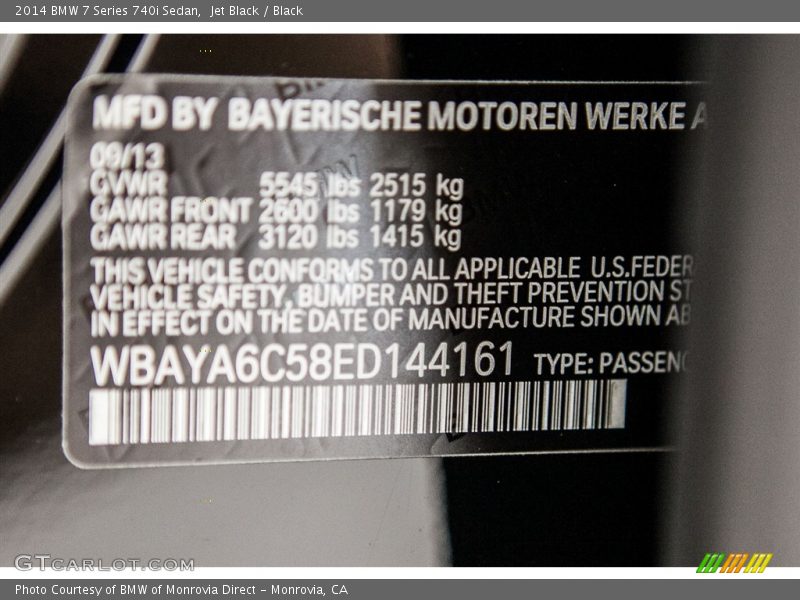 2014 BMW 7 Series 740i Sedan,  Jet Black / Black
MFD BY BAYERISCHE MOTOREN WERKE A
09/13
GVWR 5545 lbs 2515 kg
GAWR FRONT 2600 lbs 1179 kg
GAWR REAR 3120 lbs 1415 kg
THIS VEHICLE CONFORMS TO ALL APPLICABLE U.S.FEDER
VEHICLE SAFETY, BUMPER AND THEFT PREVENTION ST
IN EFFECT ON THE DATE OF MANUFACTURE SHOWN AB
WBAYA6C58ED144161 TYPE: PASSENG
GTCARLOT.COM
Photo Courtesy of BMW of Monrovia Direct - Monrovia, CA